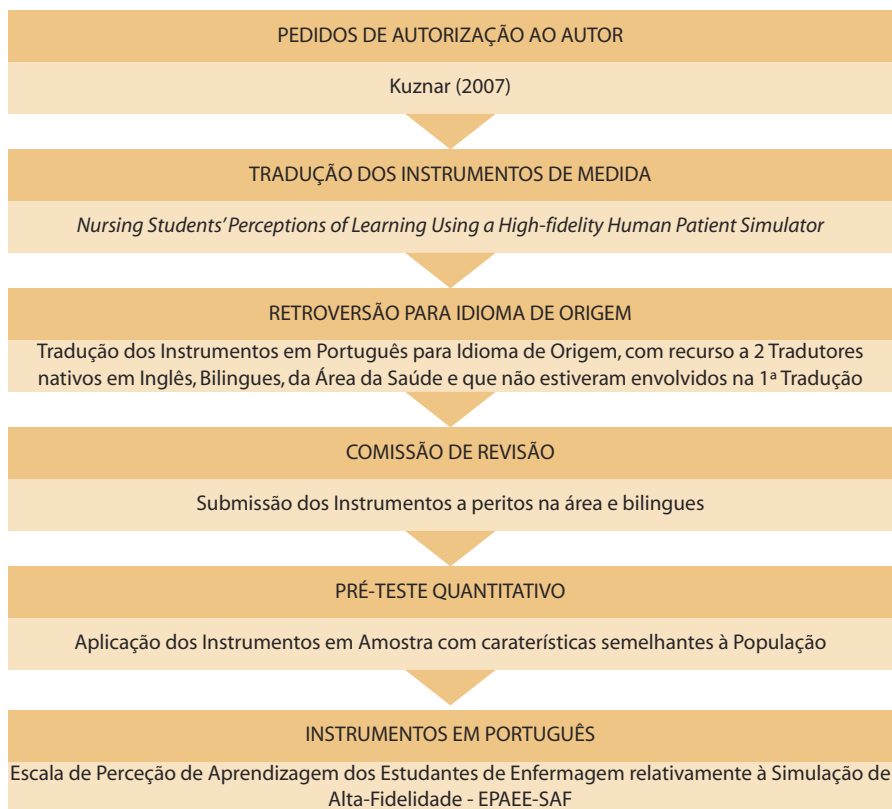 PEDIDOS DE AUTORIZAÇÃO AO AUTOR
Kuznar (2007)
TRADUÇÃO DOS INSTRUMENTOS DE MEDIDA
Nursing Students' Perceptions of Learning Using a High-fidelity Human Patient Simulator
RETROVERSÃO PARA IDIOMA DE ORIGEM
Tradução dos Instrumentos em Português para Idioma de Origem, com recurso a 2 Tradutores
nativos em Inglês, Bilingues, da Área da Saúde e que não estiveram envolvidos na 1ª Tradução
COMISSÃO DE REVISÃO
Submissão dos Instrumentos a peritos na área e bilingues
PRÉ-TESTE QUANTITATIVO
Aplicação dos Instrumentos em Amostra com caraterísticas semelhantes à População
INSTRUMENTOS EM PORTUGUÊS
Escala de Perceção de Aprendizagem dos Estudantes de Enfermagem relativamente à Simulação de
Alta-Fidelidade - EPAEE-SAF